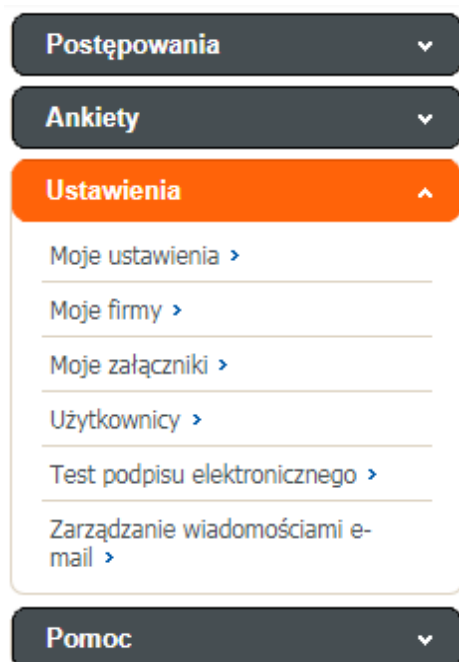 Postępowania
Ankiety
Ustawienia
Moje ustawienia
Moje firmy
Moje załączniki
Użytkownicy
Test podpisu elektronicznego
Zarządzanie wiadomościami e-
mail
Pomoc